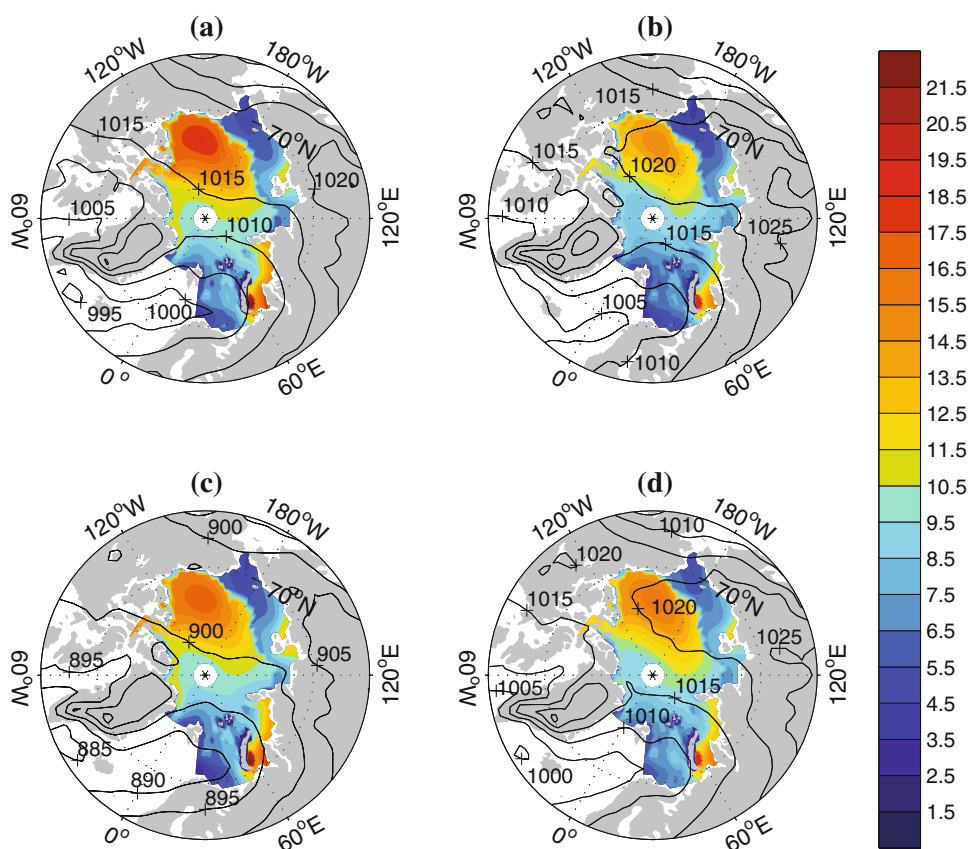 (a)
120°W
180°W
70°N
1015
1015
1020
1005
1010
60°W
120°E
995
1000
0°
60°E
(b)
120°W
180°W
70°N
1015
1015
1020
1010
1015
1025
60°W
120°E
1005
1010
0°
60°E
(c)
120°W
180°W
70°N
900
900
895
905
60°W
120°E
885
890
895
0°
60°E
(d)
120°W
180°W
70°N
1010
1020
1015
1020
1025
1005
1015
1010
60°W
120°E
1000
0°
60°E
21.5
20.5
19.5
18.5
17.5
16.5
15.5
14.5
13.5
12.5
11.5
10.5
9.5
8.5
7.5
6.5
5.5
4.5
3.5
2.5
1.5